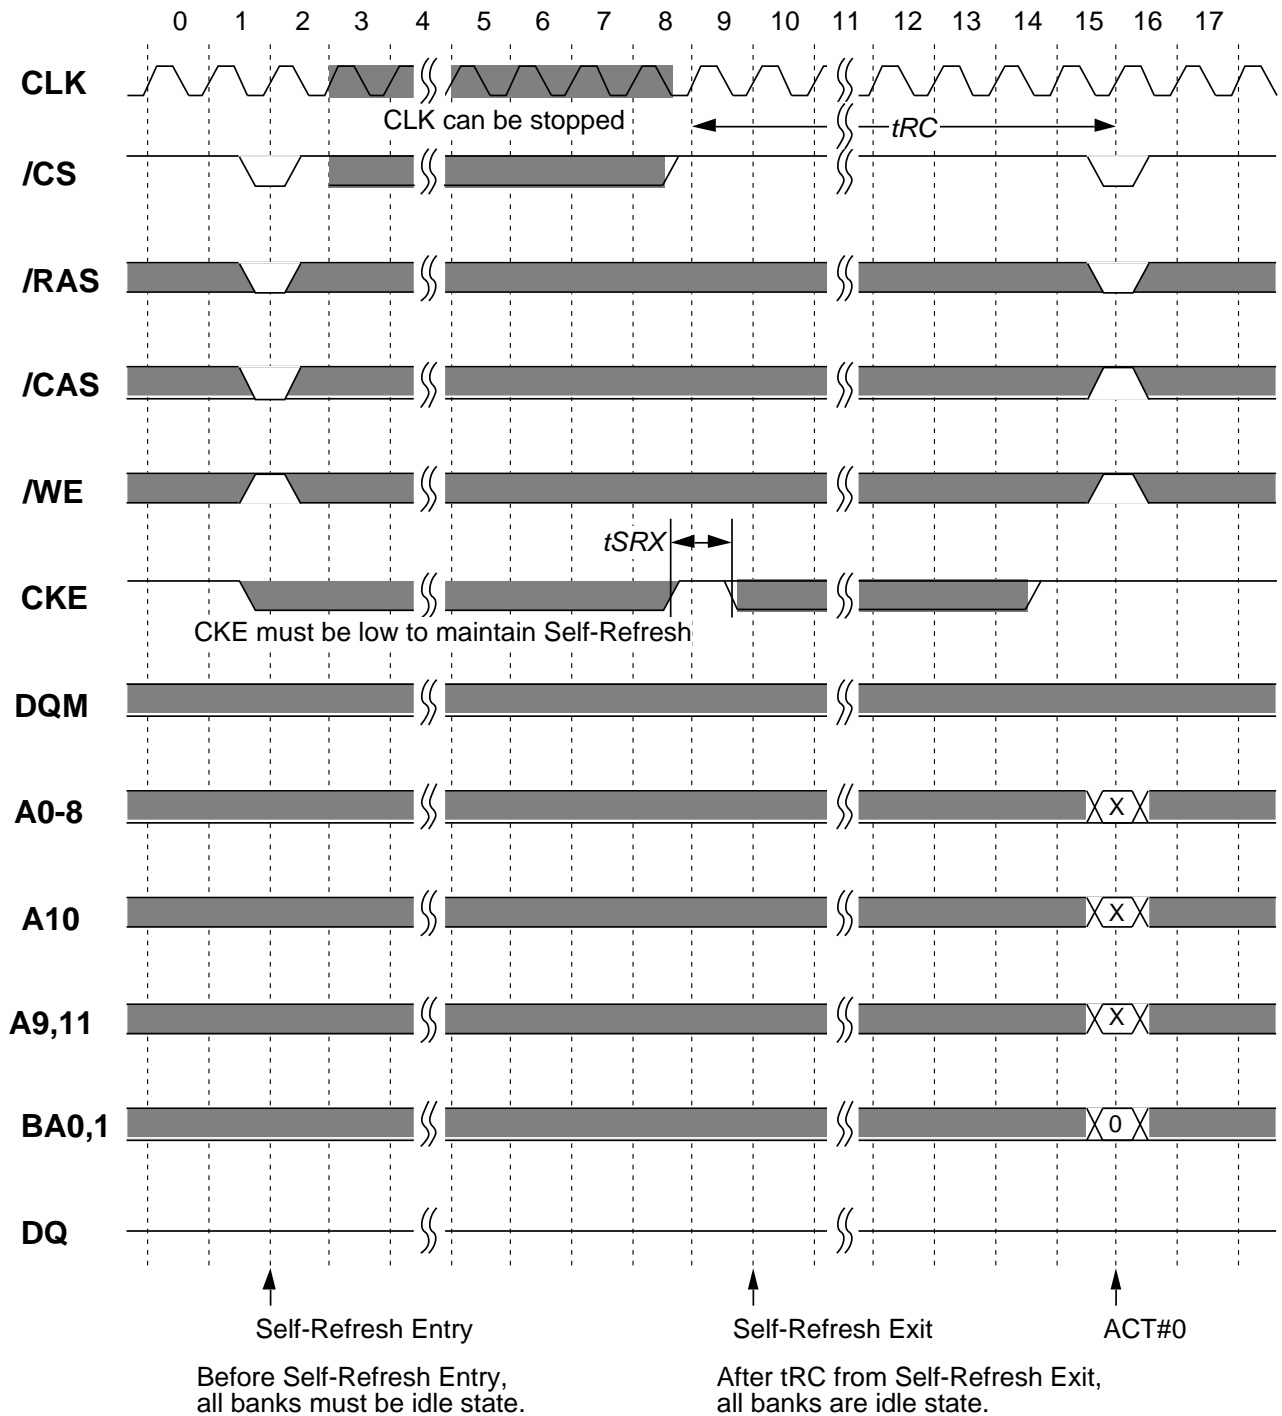 0 1 2 3 4 5 6 7 8 9 10 11 12 13 14 15 16 17
CLK
CLK can be stopped
tRC
/CS
/RAS
/CAS
/WE
tSRX
CKE
CKE must be low to maintain Self-Refresh
DQM
A0-8
X
A10
X
A9,11
X
BA0,1
0
DQ
Self-Refresh Entry
Self-Refresh Exit
ACT#0
Before Self-Refresh Entry,
all banks must be idle state.
After tRC from Self-Refresh Exit,
all banks are idle state.